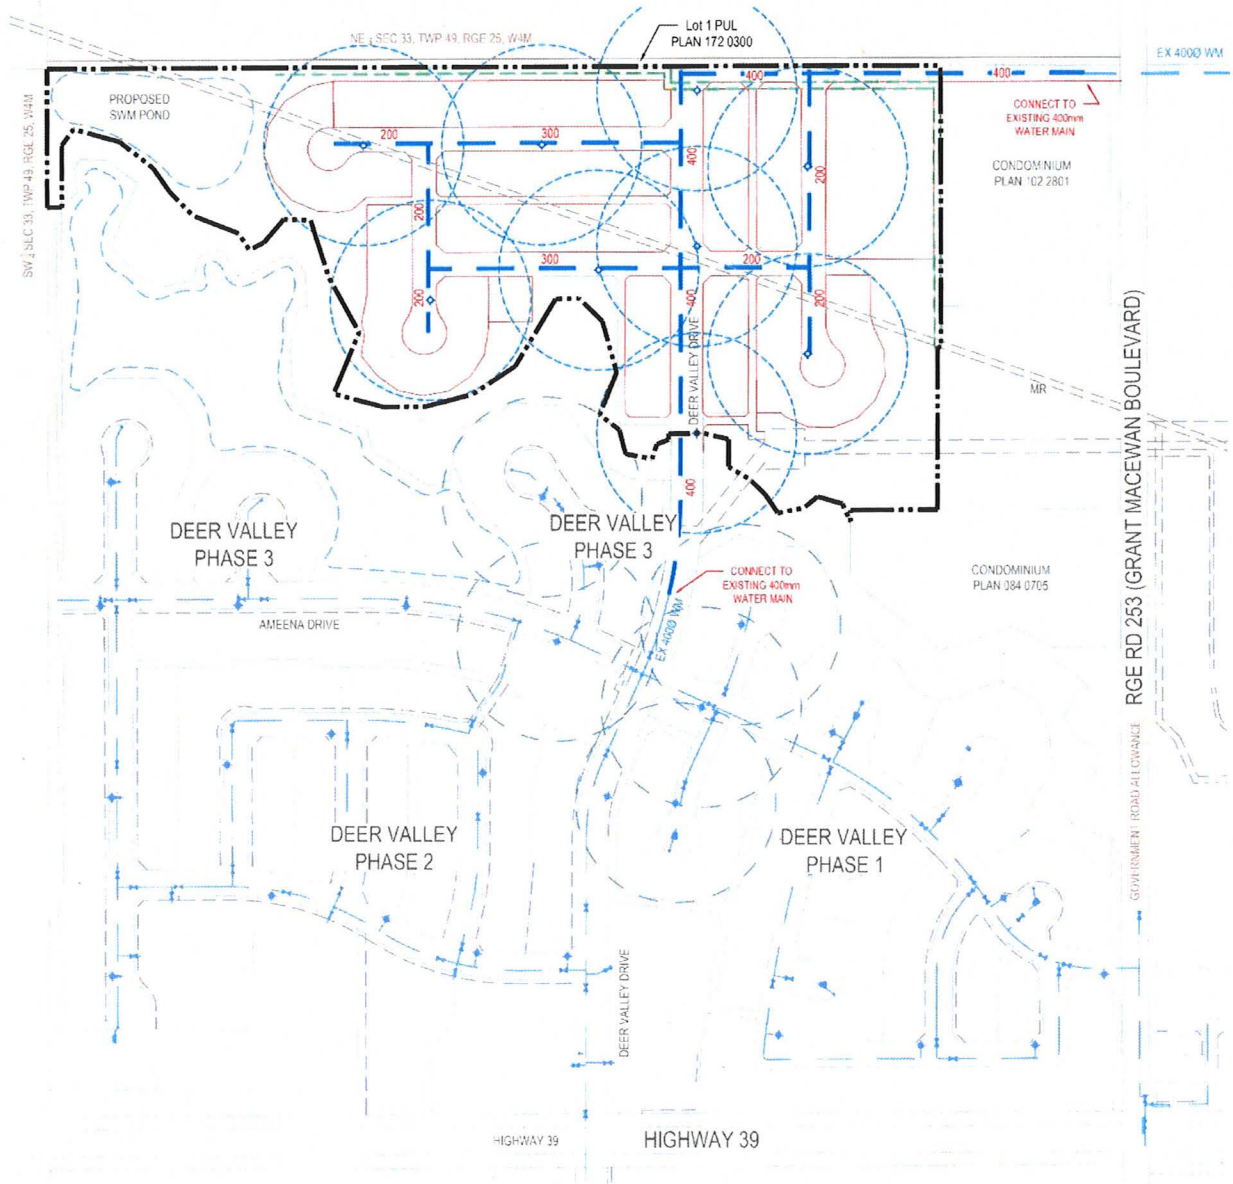 Lot 1 PUL
PLAN 172 0300
NE ¼ SEC 33, TWP 49, RGE 25, W4M
EX 400Ø WM
400
400
CONNECT TO
EXISTING 400mm
WATER MAIN
PROPOSED
SWM POND
SW ¼ SEC 33, TWP 49, RGE 25, W4M
200
300
400
200
CONDOMINIUM
PLAN 102 2801
200
300
200
200
400
200
DEER VALLEY DRIVE
MR
400
RGE RD 253 (GRANT MACEWAN BOULEVARD)
DEER VALLEY
PHASE 3
DEER VALLEY
PHASE 3
CONNECT TO
EXISTING 400mm
WATER MAIN
CONDOMINIUM
PLAN 084 0705
AMEENA DRIVE
EX 400Ø WM
GOVERNMENT ROAD ALLOWANCE
DEER VALLEY
PHASE 2
DEER VALLEY
PHASE 1
DEER VALLEY DRIVE
HIGHWAY 39
HIGHWAY 39